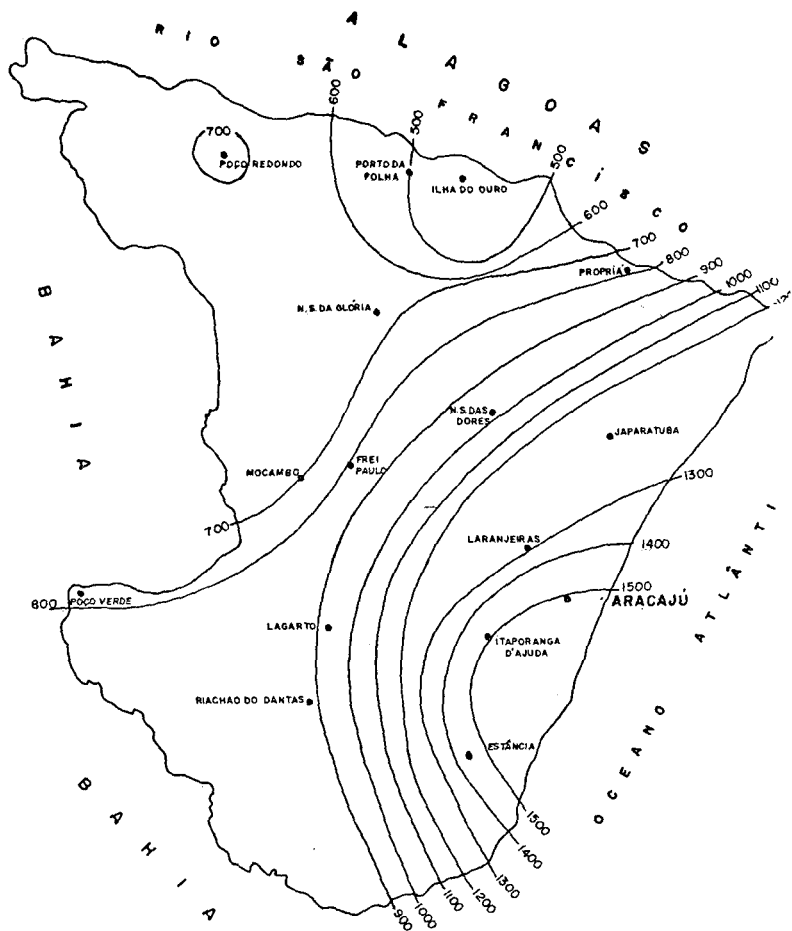 ALAGOAS
RIO SÃO FRANCÍSCO
600
500
700
POÇO REDONDO
PORTO DA
FOLHA
ILHA DO OURO
500
600
700
PROPRIÁ
800
900
1000
1100
N.S. DA GLÓRIA
BAHIA
N.S. DAS
DORES
JAPARATUBA
MOCAMBO
FREI
PAULO
1300
700
LARANJEIRAS
1400
1500
ARACAJÚ
800
POÇO VERDE
LAGARTO
ITAPORANGA
D'AJUDA
OCEANO ATLÂNTI
RIACHÃO DO DANTAS
ESTÂNCIA
BAHIA
1500
1400
1300
1200
1100
1000
900